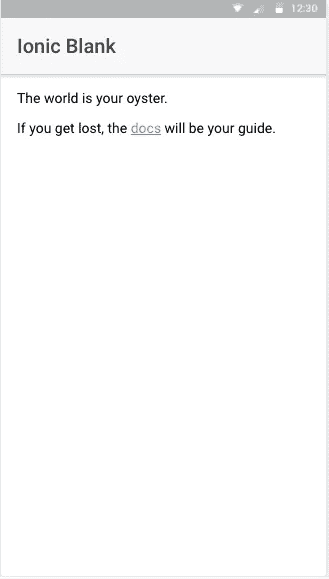 12:30
Ionic Blank
The world is your oyster.
If you get lost, the docs will be your guide.